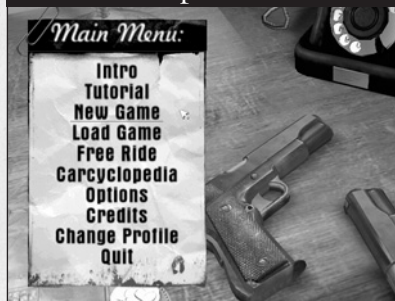 Main Menu:
Intro
Tutorial
New Game
Load Game
Free Ride
Carcyclopedia
Options
Credits
Change Profile
Quit